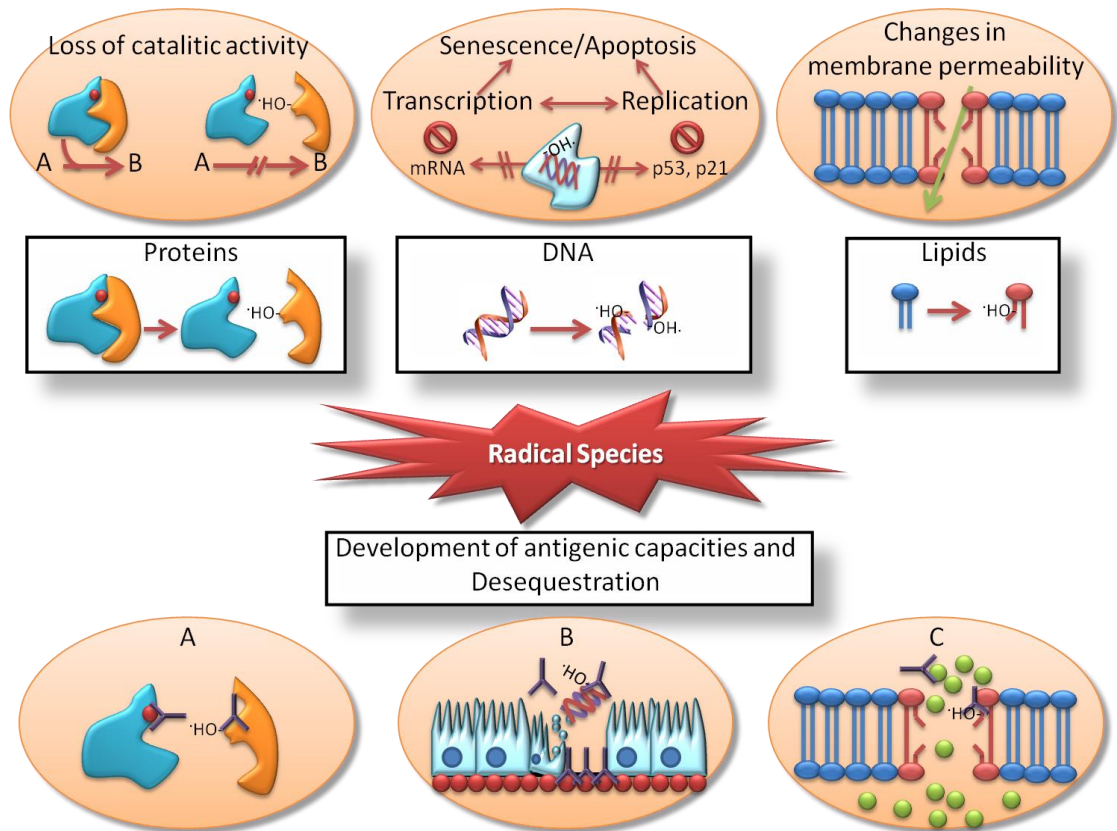 Loss of catalitic activity
·HO-
A B A B
Senescence/Apoptosis
Transcription Replication
-OH·
mRNA p53, p21
Changes in
membrane permeability
Proteins
·HO-
DNA
·HO-
-OH·
Lipids
·HO-
Radical Species
Development of antigenic capacities and
Desequestration
A
·HO-
B
·HO-
C
·HO-